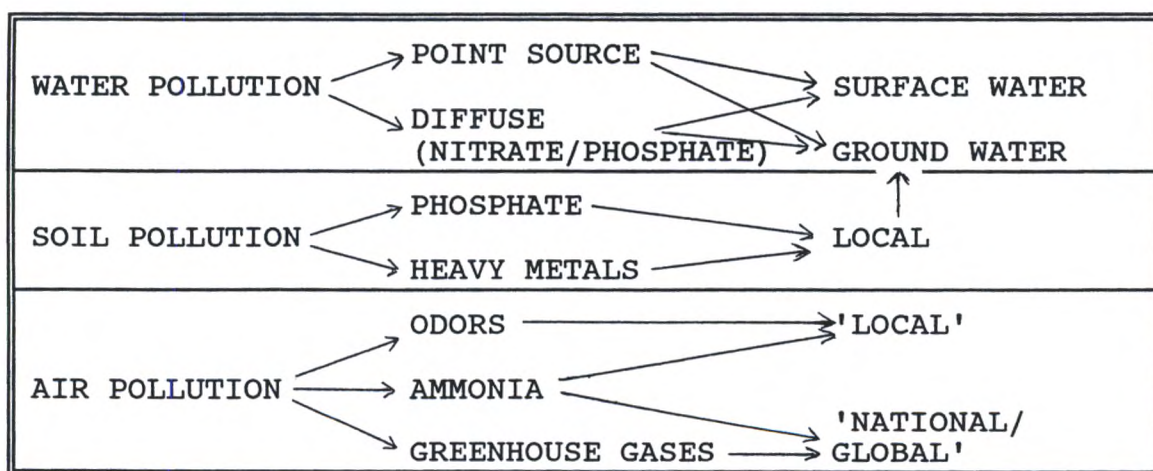 POINT SOURCE
WATER POLLUTION
SURFACE WATER
DIFFUSE
(NITRATE/PHOSPHATE)
GROUND WATER
PHOSPHATE
SOIL POLLUTION
LOCAL
HEAVY METALS
ODORS
'LOCAL'
AIR POLLUTION
AMMONIA
'NATIONAL/
GREENHOUSE GASES
GLOBAL'